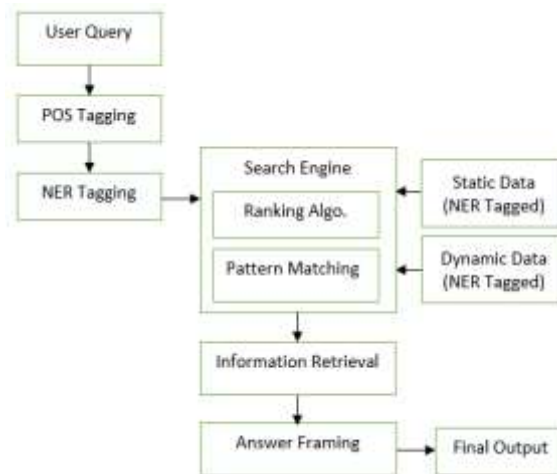 User Query
POS Tagging
NER Tagging
Search Engine
Ranking Algo.
Pattern Matching
Static Data
(NER Tagged)
Dynamic Data
(NER Tagged)
Information Retrieval
Answer Framing
Final Output